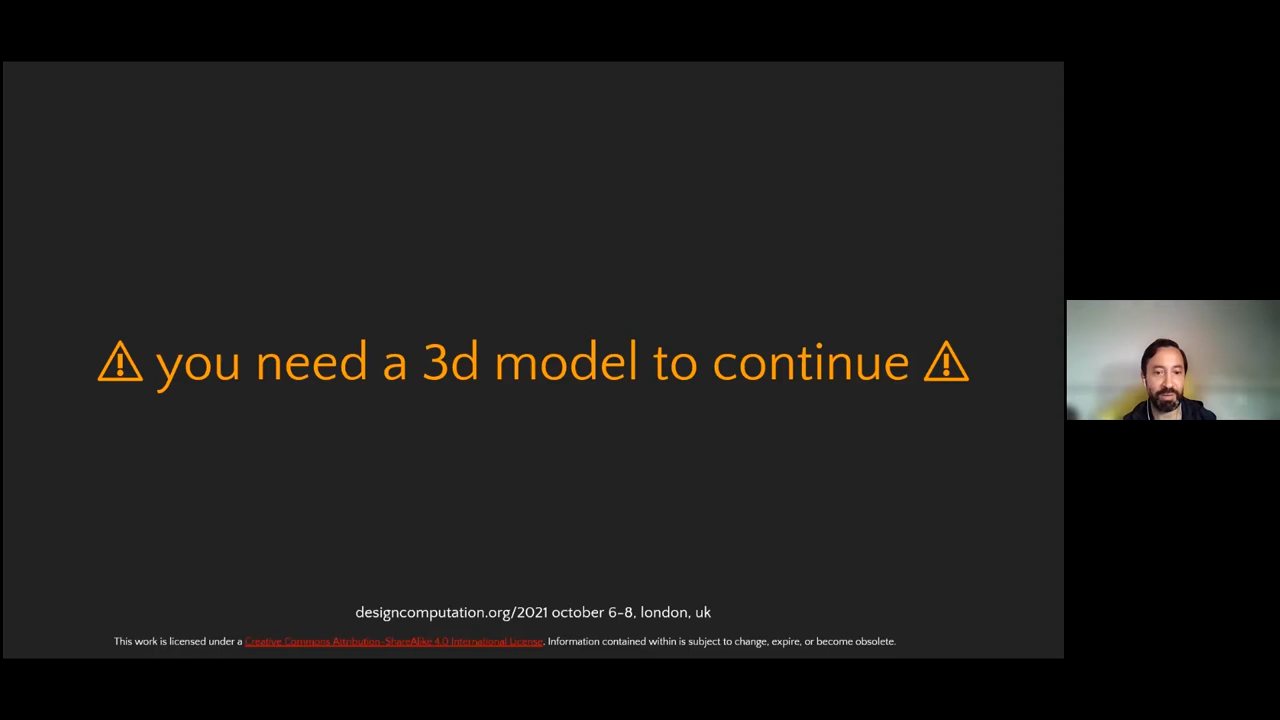 ⚠ you need a 3d model to continue ⚠
designcomputation.org/2021 october 6-8, london, uk
This work is licensed under a Creative Commons Attribution-ShareAlike 4.0 International License. Information contained within is subject to change, expire, or become obsolete.